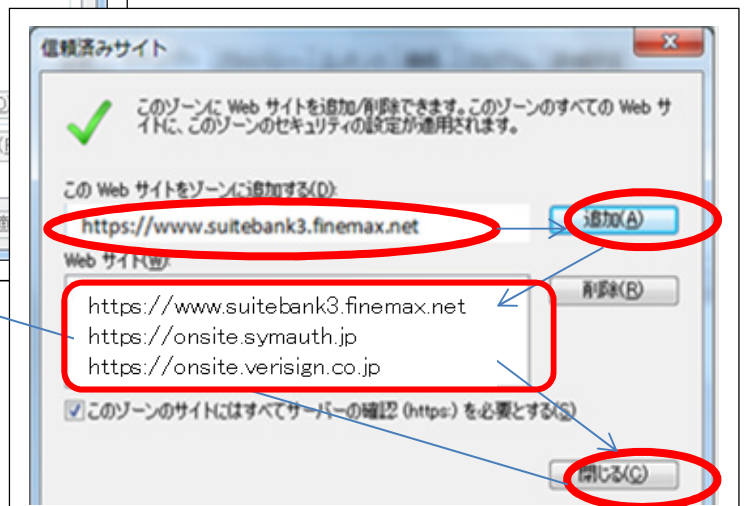 信頼済みサイト
このゾーンに Web サイトを追加/削除できます。このゾーンのすべての Web サ
イトに、このゾーンのセキュリティの設定が適用されます。
この Web サイトをゾーンに追加する(D):
https://www.suitebank3.finemax.net
追加(A)
Web サイト(W):
https://www.suitebank3.finemax.net
https://onsite.symauth.jp
https://onsite.verisign.co.jp
削除(R)
このゾーンのサイトにはすべてサーバーの確認 (https:) を必要とする(S)
閉じる(C)